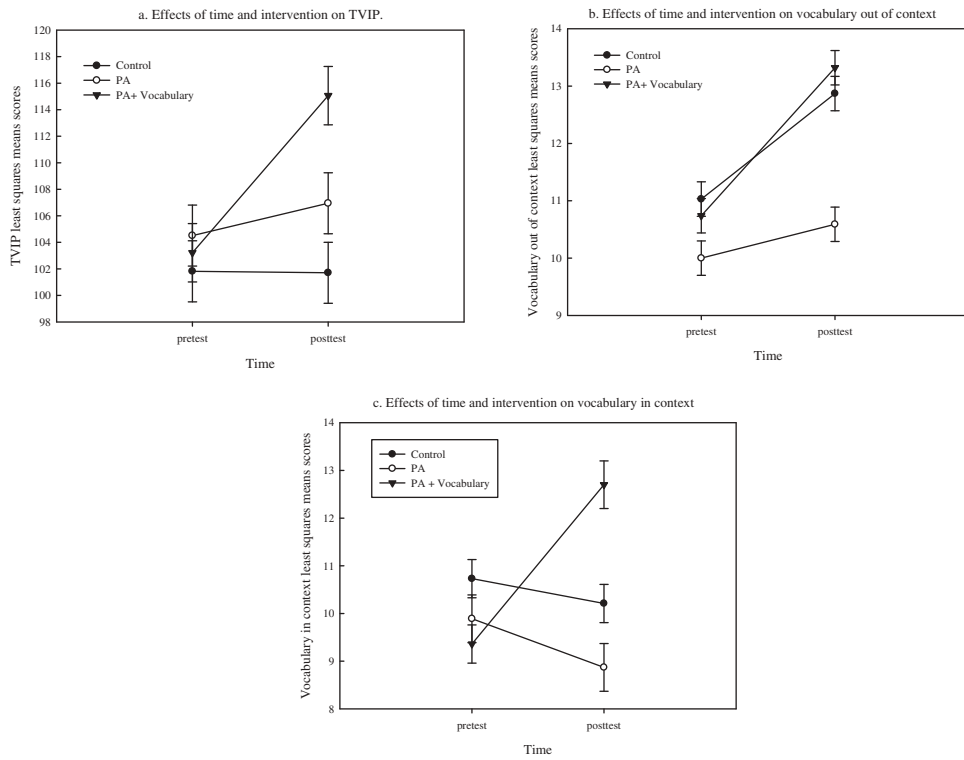 a. Effects of time and intervention on TVIP.
120
118
116
114
112
110
108
106
104
102
100
98
TVIP least squares means scores
Control
PA
PA+ Vocabulary
pretest
posttest
Time
b. Effects of time and intervention on vocabulary out of context
14
13
12
11
10
9
Vocabulary out of context least squares means scores
Control
PA
PA+ Vocabulary
pretest
posttest
Time
c. Effects of time and intervention on vocabulary in context
14
13
12
11
10
9
8
Vocabulary in context least squares means scores
Control
PA
PA + Vocabulary
pretest
posttest
Time